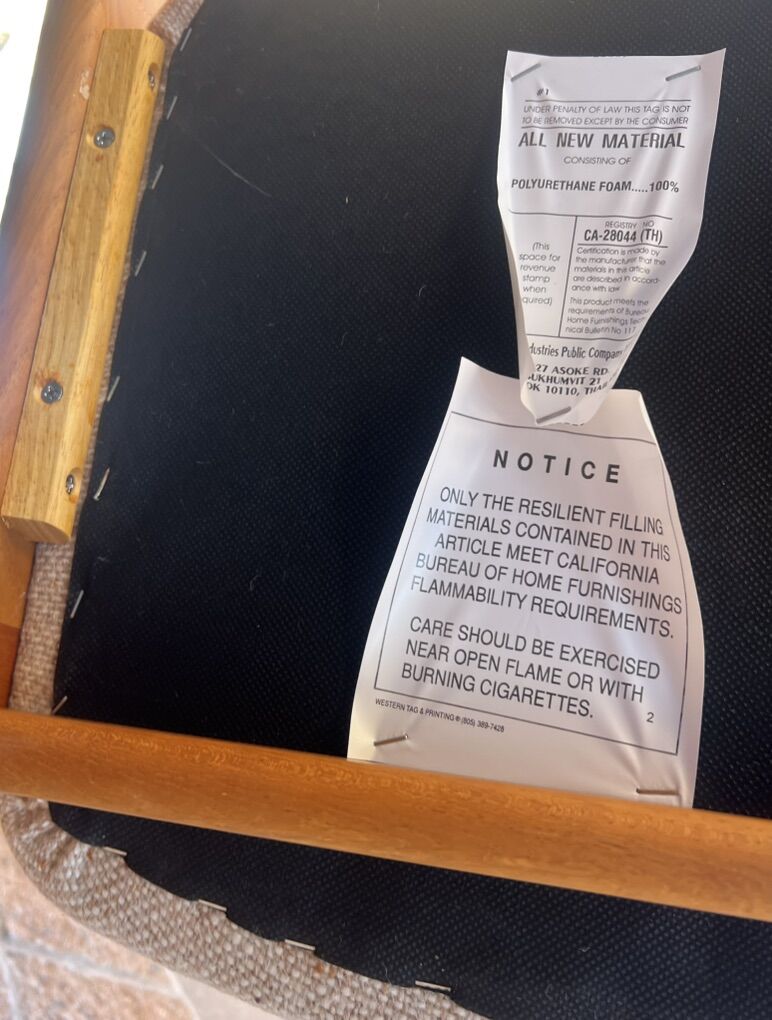 #1
UNDER PENALTY OF LAW THIS TAG IS NOT
TO BE REMOVED EXCEPT BY THE CONSUMER
ALL NEW MATERIAL
CONSISTING OF
POLYURETHANE FOAM.....100%
(This
space for
revenue
stamp
when
quired)
REGISTRY NO
CA-28044 (TH)
Certification is made by
the manufacturer that the
materials in this article
are described in accord-
ance with law
This product meets the
requirements of Bureau
Home Furnishings Tec
nical Bulletin No 117
dustries Public Compan
27 ASOKE RD.
UKHUMVIT 21
OK 10110, THA
NOTICE
ONLY THE RESILIENT FILLING
MATERIALS CONTAINED IN THIS
ARTICLE MEET CALIFORNIA
BUREAU OF HOME FURNISHINGS
FLAMMABILITY REQUIREMENTS.
CARE SHOULD BE EXERCISED
NEAR OPEN FLAME OR WITH
BURNING CIGARETTES.
2
WESTERN TAG & PRINTING ® (805) 389-7428